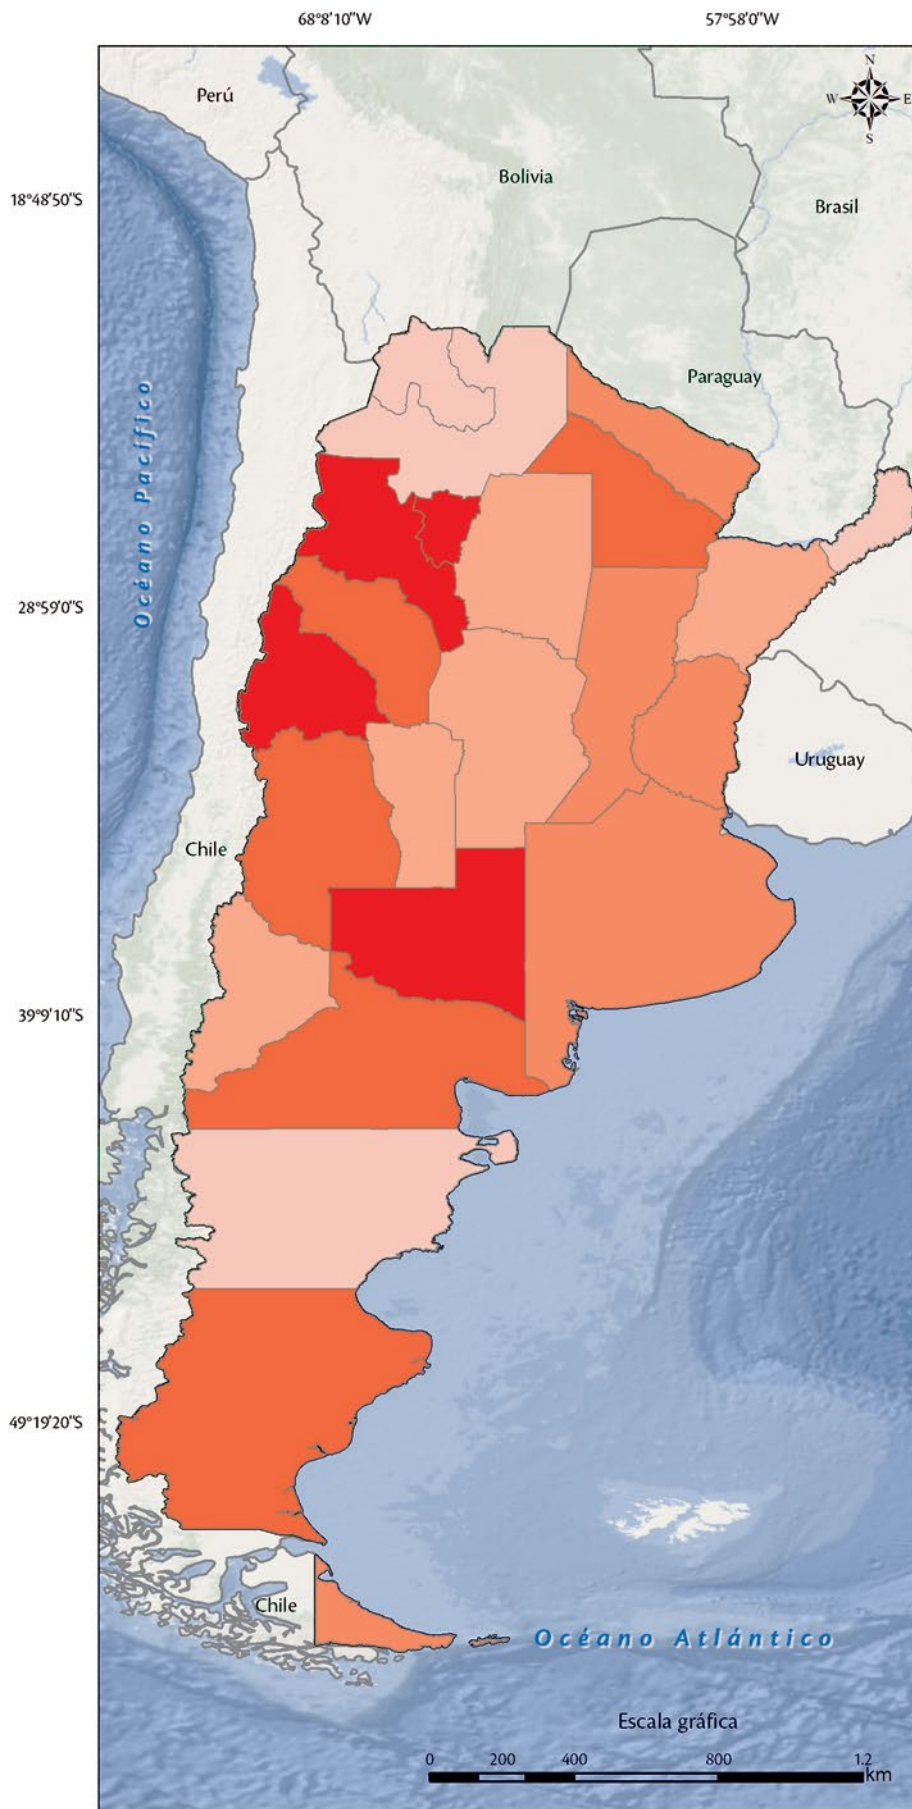 68°8'10"W
57°58'0"W
N
W
E
S
Perú
Bolivia
Brasil
18°48'50"S
Paraguay
Océano Pacífico
28°59'0"S
Uruguay
Chile
39°9'10"S
49°19'20"S
Chile
Océano Atlántico
Escala gráfica
0 200 400 800 1.2
km